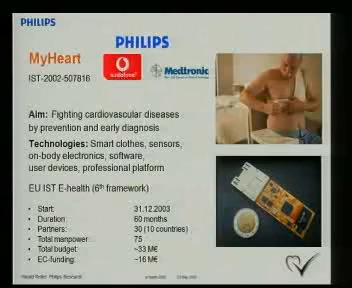 PHILIPS
PHILIPS
MyHeart
vodafone
Medtronic
IST-2002-507816
Aim: Fighting cardiovascular diseases
by prevention and early diagnosis
Technologies: Smart clothes, sensors,
on-body electronics, software,
user devices, professional platform
EU IST E-health (6th framework)
• Start: 31.12.2003
• Duration: 60 months
• Partners: 30 (10 countries)
• Total manpower: 75
• Total budget: ~33 M€
• EC-funding: ~16 M€